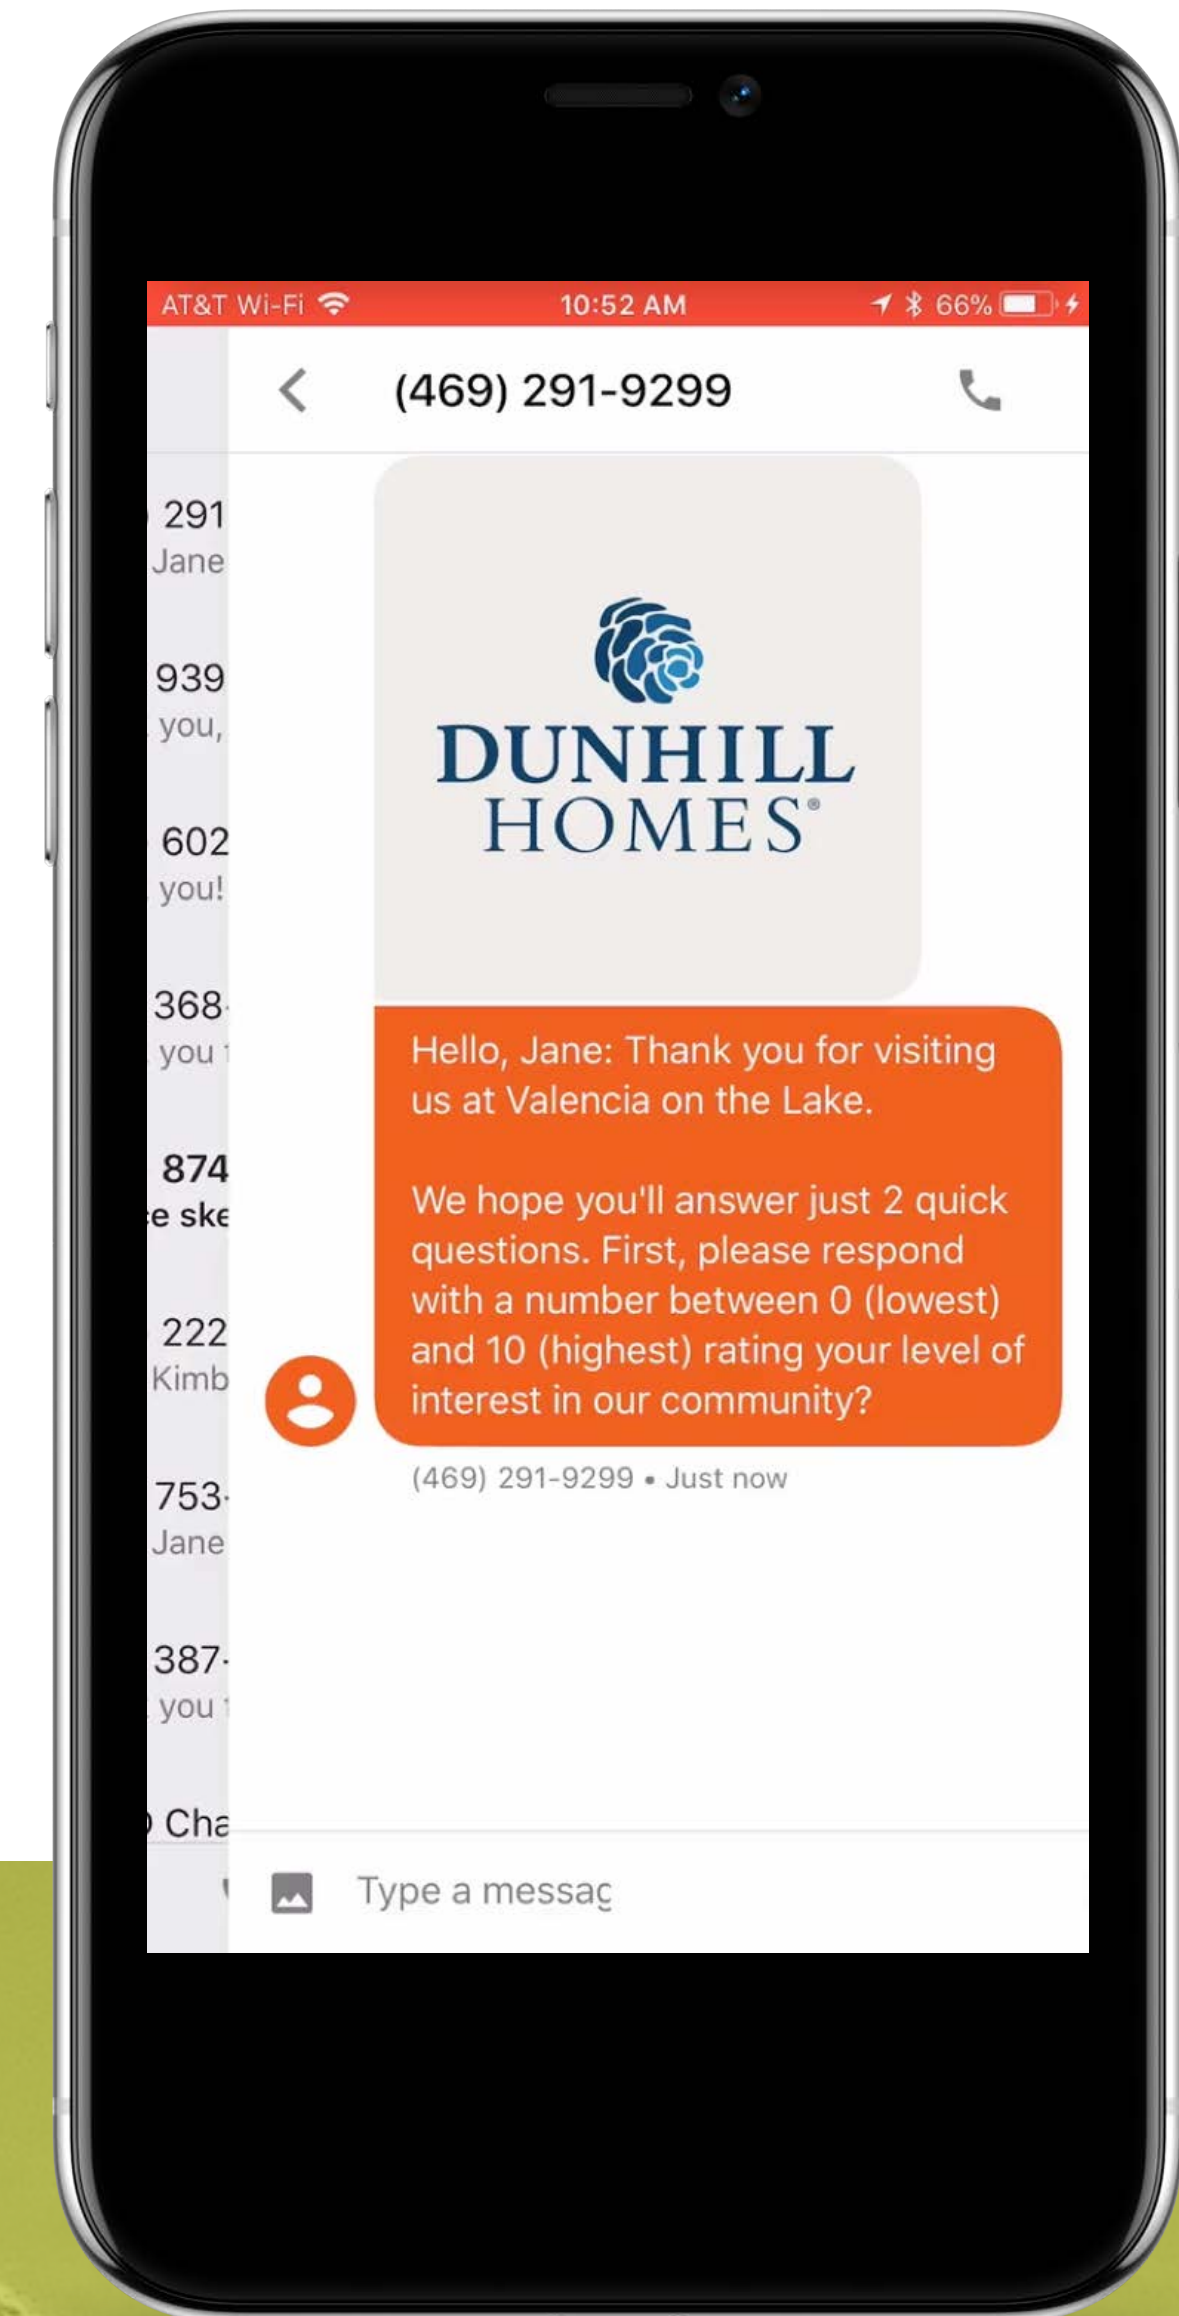 AT&T Wi-Fi 10:52 AM 66%
(469) 291-9299
291
Jane
939
you,
602
you!
368-
you
874
222
Kimb
753-
Jane
387-
you
DUNHILL
HOMES®
Hello, Jane: Thank you for visiting
us at Valencia on the Lake.
We hope you'll answer just 2 quick
questions. First, please respond
with a number between 0 (lowest)
and 10 (highest) rating your level of
interest in our community?
(469) 291-9299 • Just now
Type a messag